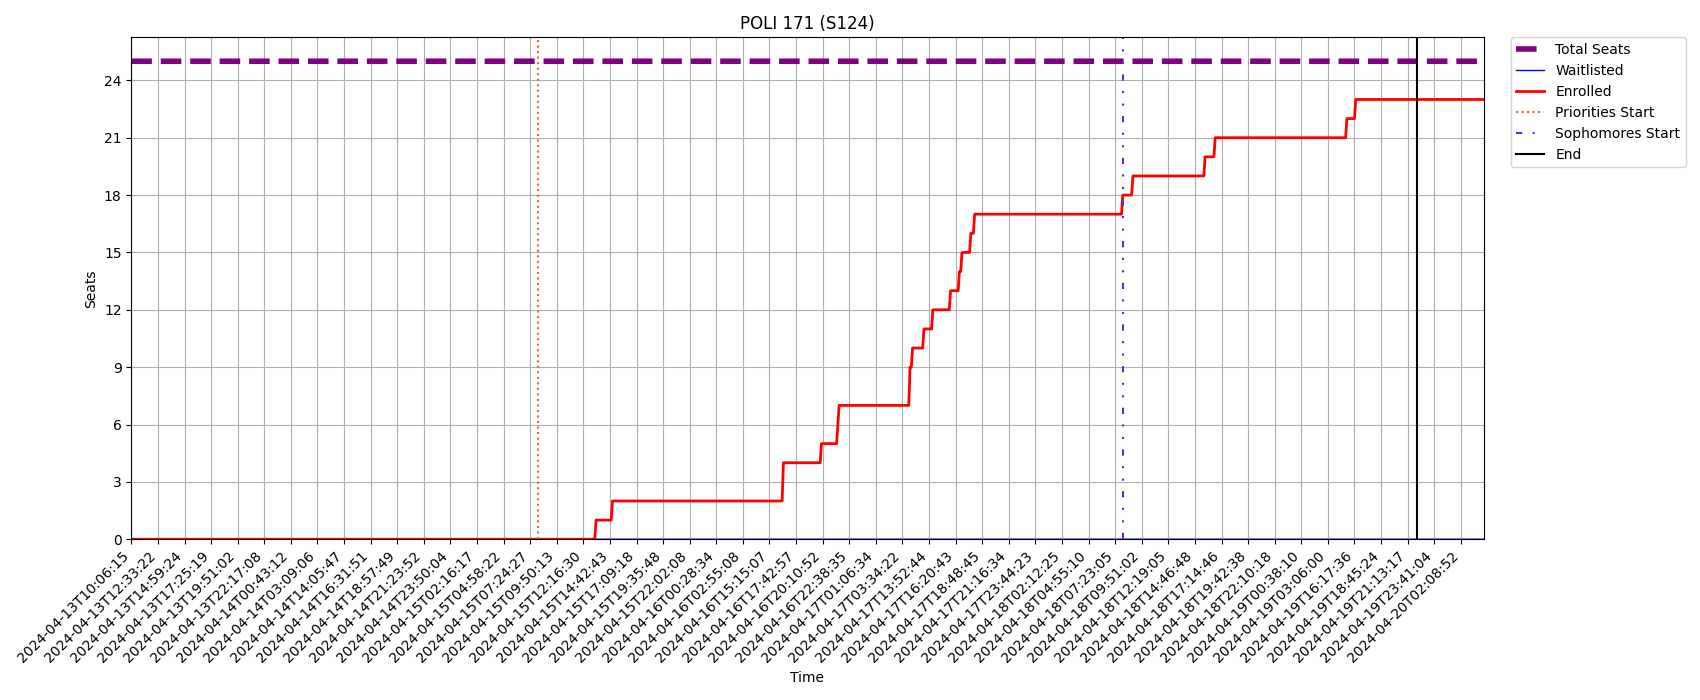 POLI 171 (S124)
Total Seats
Waitlisted
Enrolled
Priorities Start
Sophomores Start
End
Seats
24
21
18
15
12
9
6
3
0
2024-04-13T10:06:15
2024-04-13T12:33:22
2024-04-13T14:59:24
2024-04-13T17:25:19
2024-04-13T19:51:02
2024-04-13T22:17:08
2024-04-14T00:43:12
2024-04-14T03:09:06
2024-04-14T14:05:47
2024-04-14T16:31:51
2024-04-14T18:57:49
2024-04-14T21:23:52
2024-04-14T23:50:04
2024-04-15T02:16:17
2024-04-15T04:58:22
2024-04-15T07:24:27
2024-04-15T09:50:13
2024-04-15T12:16:30
2024-04-15T14:42:43
2024-04-15T17:09:18
2024-04-15T19:35:48
2024-04-15T22:02:08
2024-04-16T00:28:34
2024-04-16T02:55:08
2024-04-16T15:15:07
2024-04-16T17:42:57
2024-04-16T20:10:52
2024-04-16T22:38:35
2024-04-17T01:06:34
2024-04-17T03:34:22
2024-04-17T13:52:44
2024-04-17T16:20:43
2024-04-17T18:48:45
2024-04-17T21:16:34
2024-04-17T23:44:23
2024-04-18T02:12:25
2024-04-18T04:55:10
2024-04-18T07:23:05
2024-04-18T09:51:02
2024-04-18T12:19:05
2024-04-18T14:46:48
2024-04-18T17:14:46
2024-04-18T19:42:38
2024-04-18T22:10:18
2024-04-19T00:38:10
2024-04-19T03:06:00
2024-04-19T16:17:36
2024-04-19T18:45:24
2024-04-19T21:13:17
2024-04-19T23:41:04
2024-04-20T02:08:52
Time